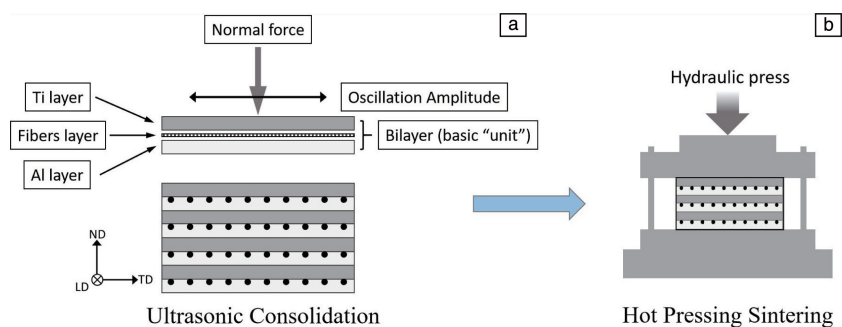 a
Normal force
Ti layer
Oscillation Amplitude
Fibers layer
Bilayer (basic “unit”)
Al layer
ND
LD
TD
Ultrasonic Consolidation
b
Hydraulic press
Hot Pressing Sintering